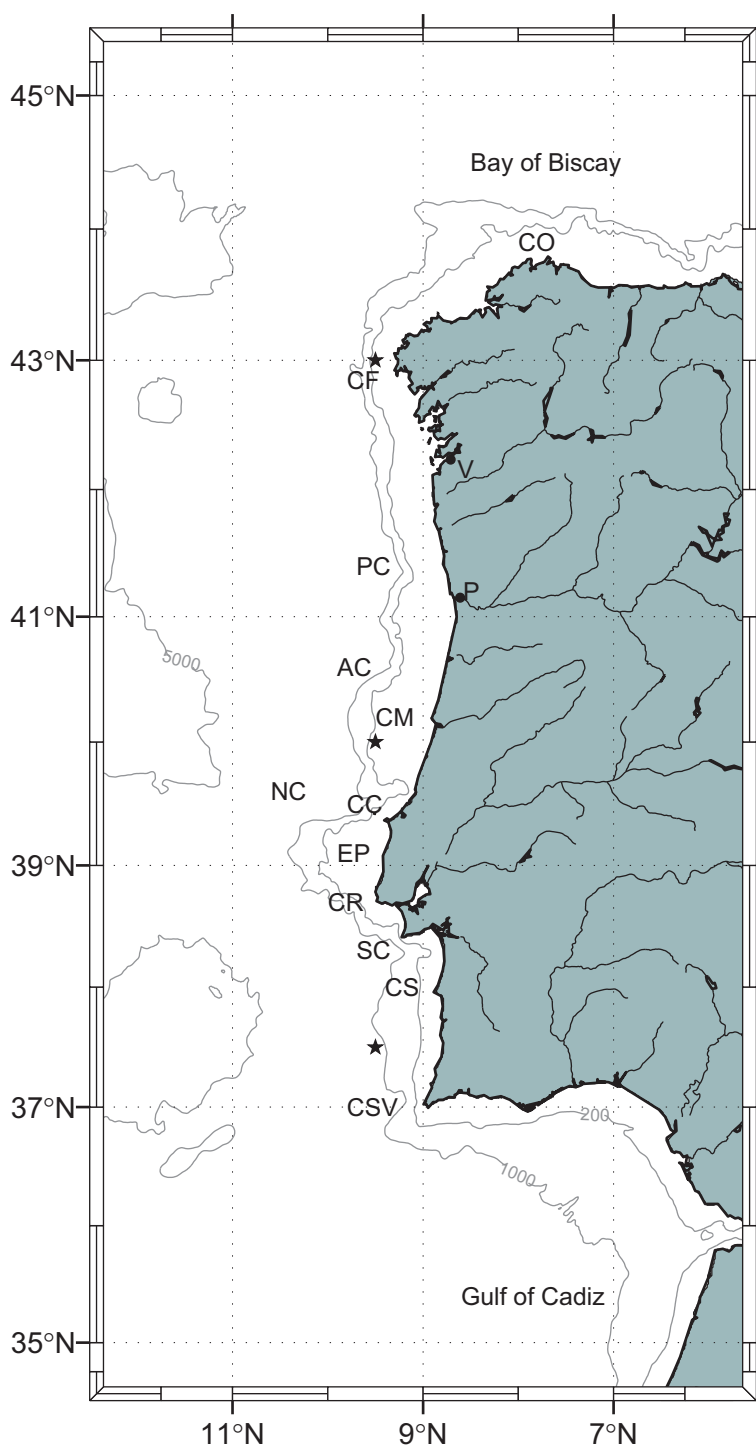 45°N
Bay of Biscay
CO
43°N
CF
V
PC
P
41°N
5000
AC
CM
NC
CC
EP
39°N
CR
SC
CS
37°N
CSV
200
1000
Gulf of Cadiz
35°N
11°N
9°N
7°N